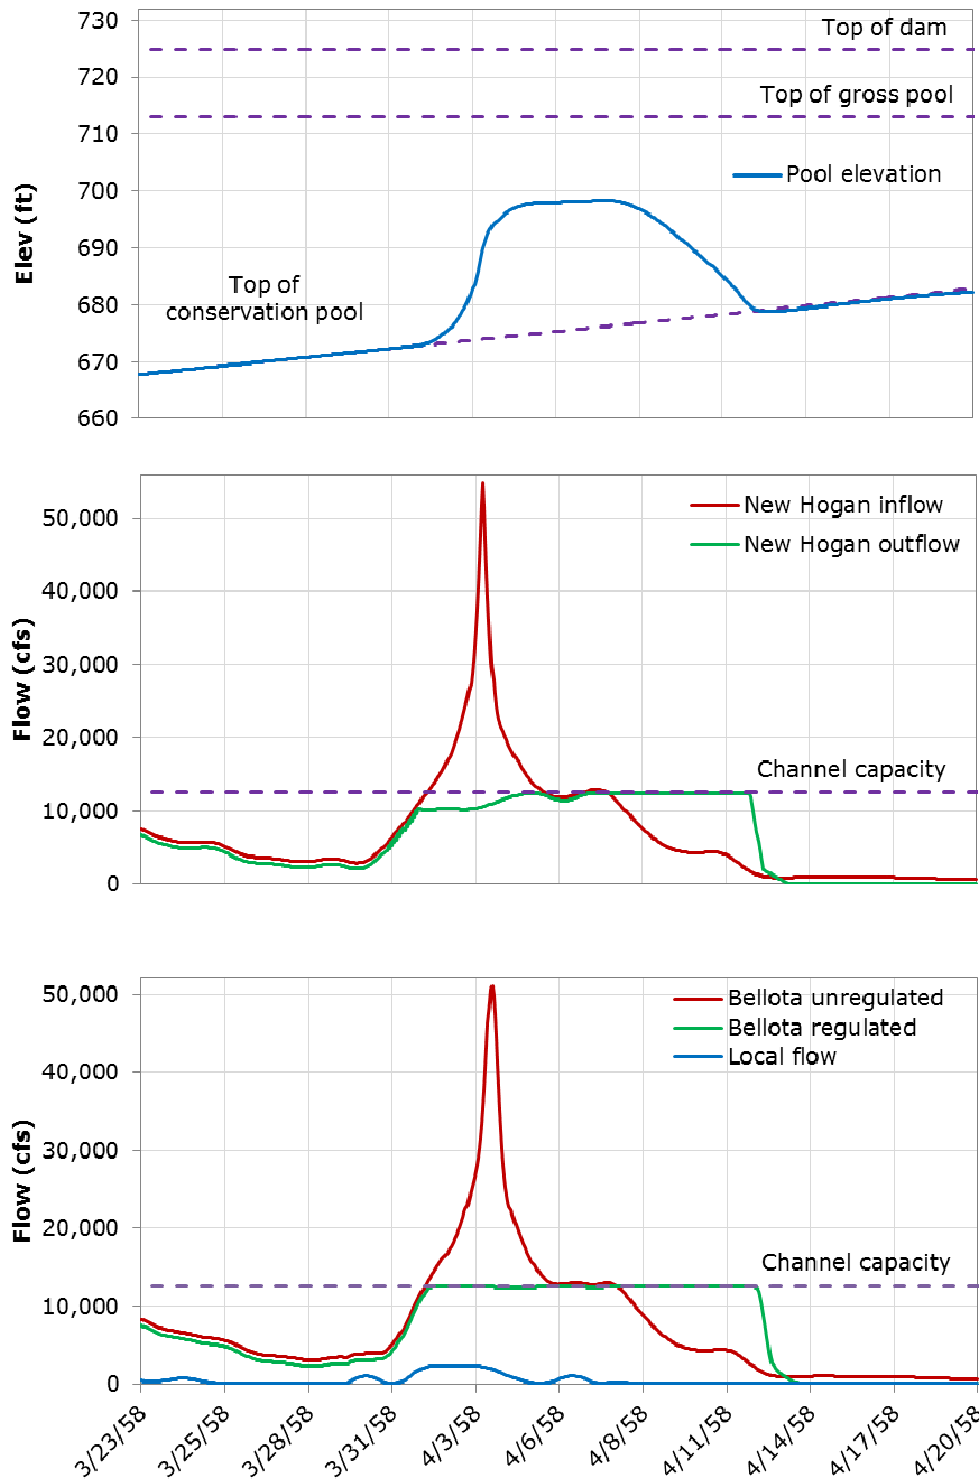 730
Top of dam
720
Top of gross pool
710
Pool elevation
700
690
Top of
conservation pool
680
670
660
Elev (ft)
New Hogan inflow
New Hogan outflow
50,000
40,000
30,000
20,000
Channel capacity
10,000
0
Flow (cfs)
Bellota unregulated
Bellota regulated
Local flow
50,000
40,000
30,000
20,000
Channel capacity
10,000
0
Flow (cfs)
3/23/58
3/25/58
3/28/58
3/31/58
4/3/58
4/6/58
4/8/58
4/11/58
4/14/58
4/17/58
4/20/58